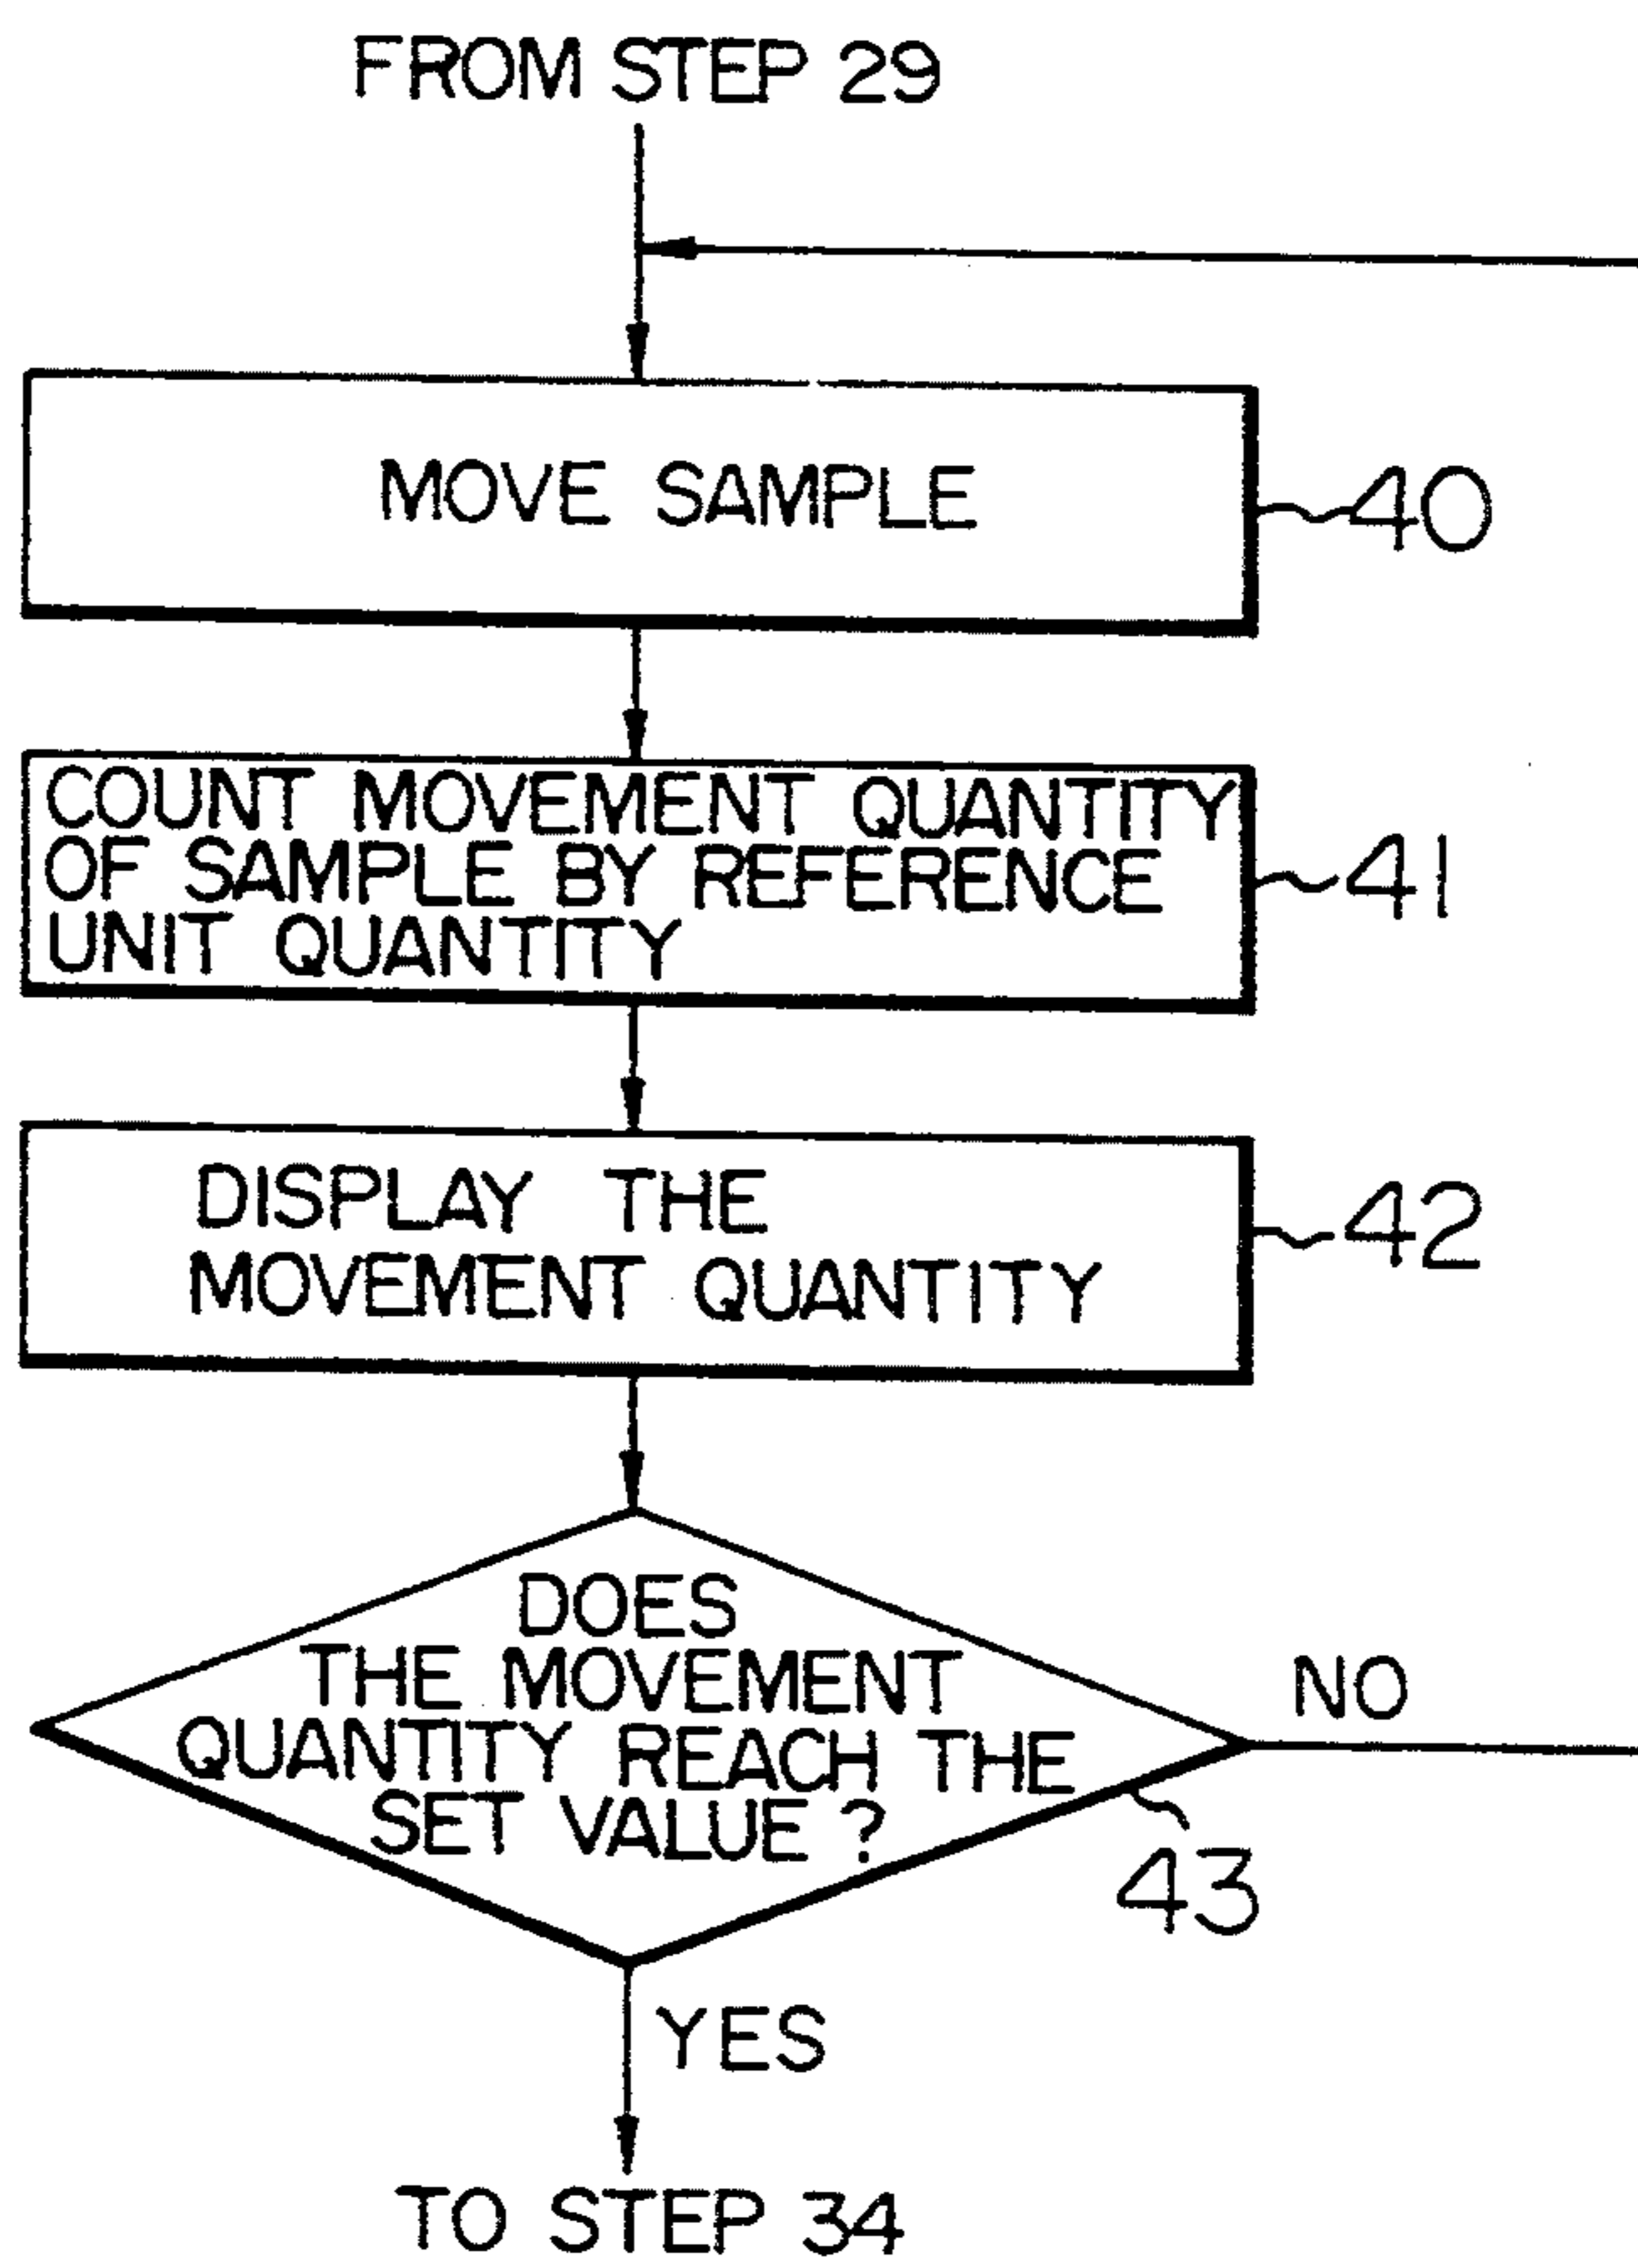 FROM STEP 29
MOVE SAMPLE
40
COUNT MOVEMENT QUANTITY
OF SAMPLE BY REFERENCE
UNIT QUANTITY
41
DISPLAY THE
MOVEMENT QUANTITY
42
DOES
THE MOVEMENT
QUANTITY REACH THE
SET VALUE ?
NO
43
YES
TO STEP 34